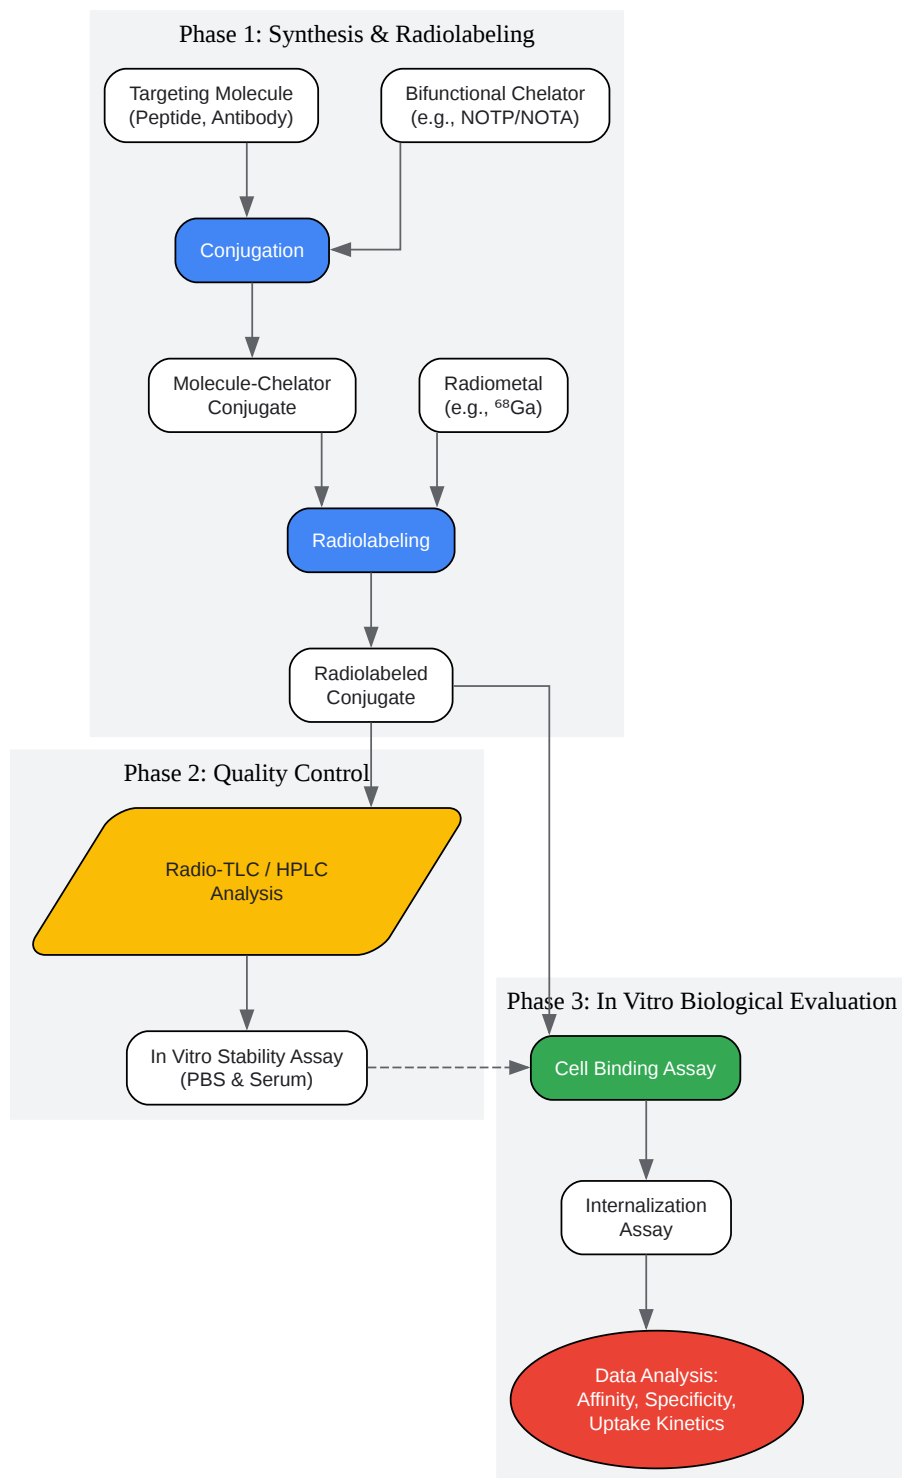 Phase 1: Synthesis & Radiolabeling
Targeting Molecule
(Peptide, Antibody)
Bifunctional Chelator
(e.g., NOTP/NOTA)
Conjugation
Molecule-Chelator
Conjugate
Radiometal
(e.g., ⁶⁸Ga)
Radiolabeling
Radiolabeled
Conjugate
Phase 2: Quality Control
Radio-TLC / HPLC
Analysis
In Vitro Stability Assay
(PBS & Serum)
Phase 3: In Vitro Biological Evaluation
Cell Binding Assay
Internalization
Assay
Data Analysis:
Affinity, Specificity,
Uptake Kinetics